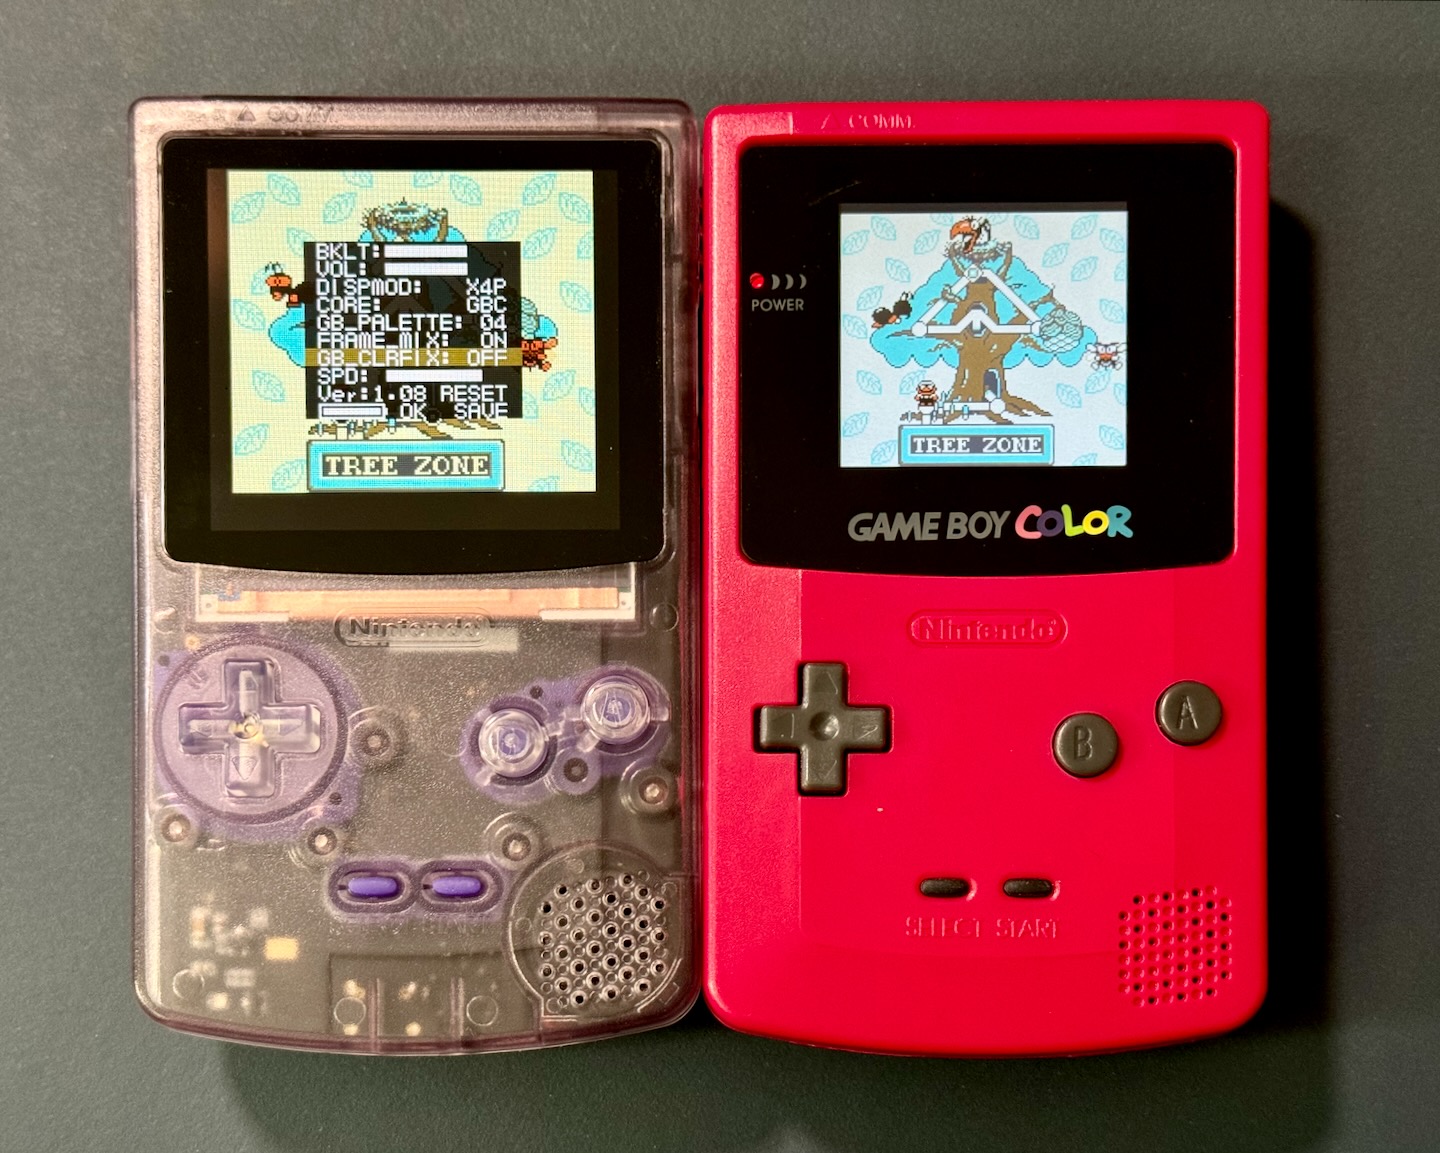 COMM.
BKLT:
VOL:
DISPMOD: X4P
CORE: GBC
GB_PALETTE: 04
FRAME_MIX: ON
GB_CLRFIX: OFF
SPD:
Ver:1.08 RESET
OK SAVE
TREE ZONE
Nintendo
COMM.
POWER
TREE ZONE
GAME BOY COLOR
Nintendo
B
A
SELECT START